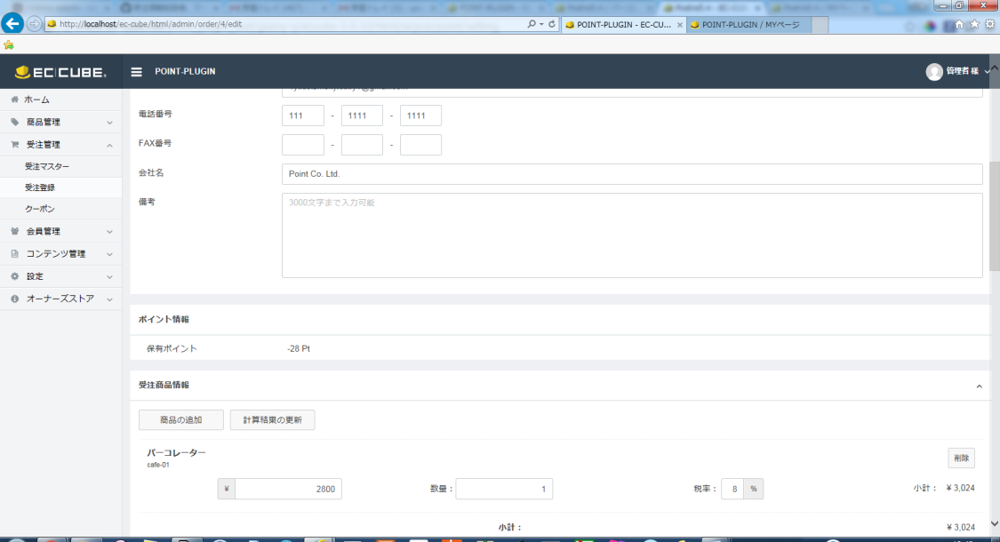 http://localhost/ec-cube/html/admin/order/4/edit
POINT-PLUGIN - EC-CU...
POINT-PLUGIN / MYページ
EC CUBE
POINT-PLUGIN
管理者 様
ホーム
商品管理
受注管理
受注マスター
受注登録
クーポン
会員管理
コンテンツ管理
設定
オーナーズストア
電話番号
111 - 1111 - 1111
FAX番号
- -
会社名
Point Co. Ltd.
備考
3000文字まで入力可能
ポイント情報
保有ポイント -28 Pt
受注商品情報
商品の追加 計算結果の更新
パーコレーター
cafe-01
削除
¥ 2800 数量： 1 税率： 8 % 小計： ¥ 3,024
小計： ¥ 3,024